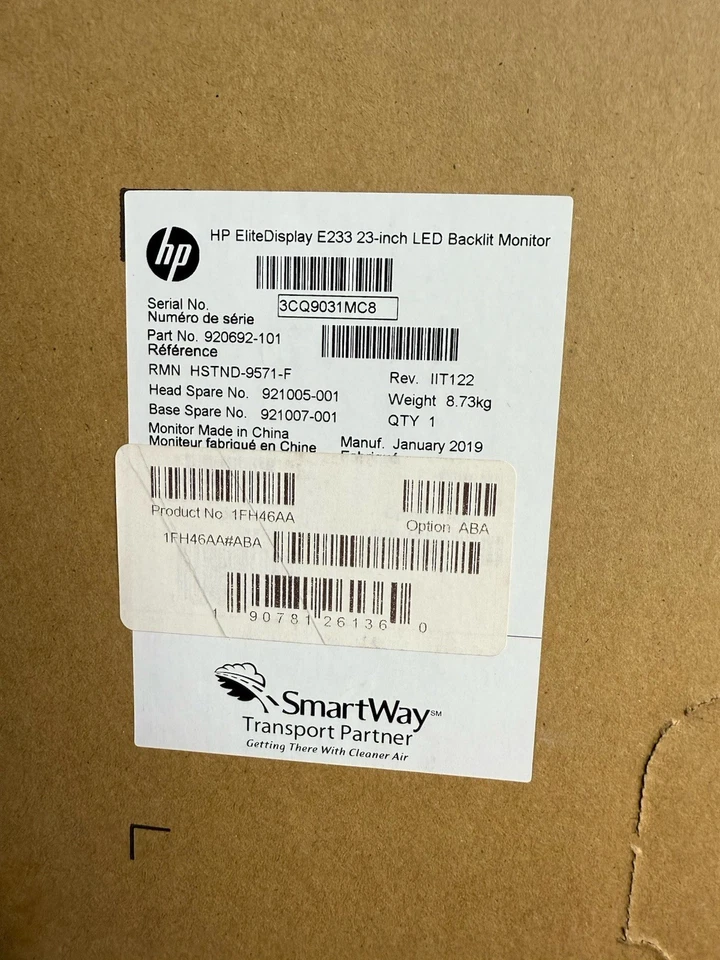 hp
HP EliteDisplay E233 23-inch LED Backlit Monitor
Serial No. 3CQ9031MC8
Numéro de série
Part No. 920692-101
Référence
RMN HSTND-9571-F
Rev. IIT122
Head Spare No. 921005-001
Weight 8.73kg
Base Spare No. 921007-001
QTY 1
Monitor Made in China
Moniteur fabriqué en Chine
Manuf. January 2019
Product No 1FH46AA
Option ABA
1FH46AA#ABA
1 90781 26136 0
SmartWay SM
Transport Partner
Getting There With Cleaner Air